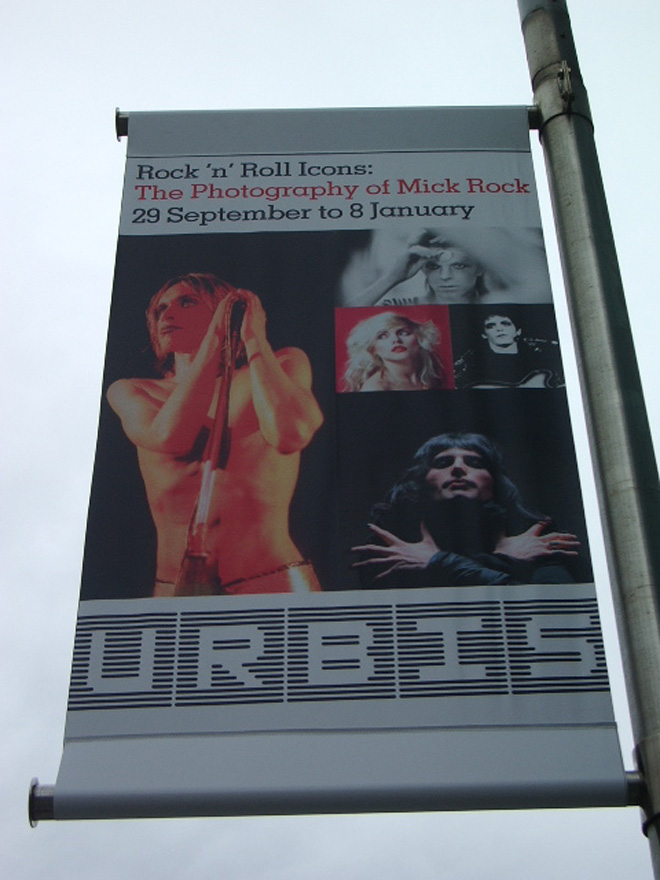 Rock 'n' Roll Icons:
The Photography of Mick Rock
29 September to 8 January
URBIS